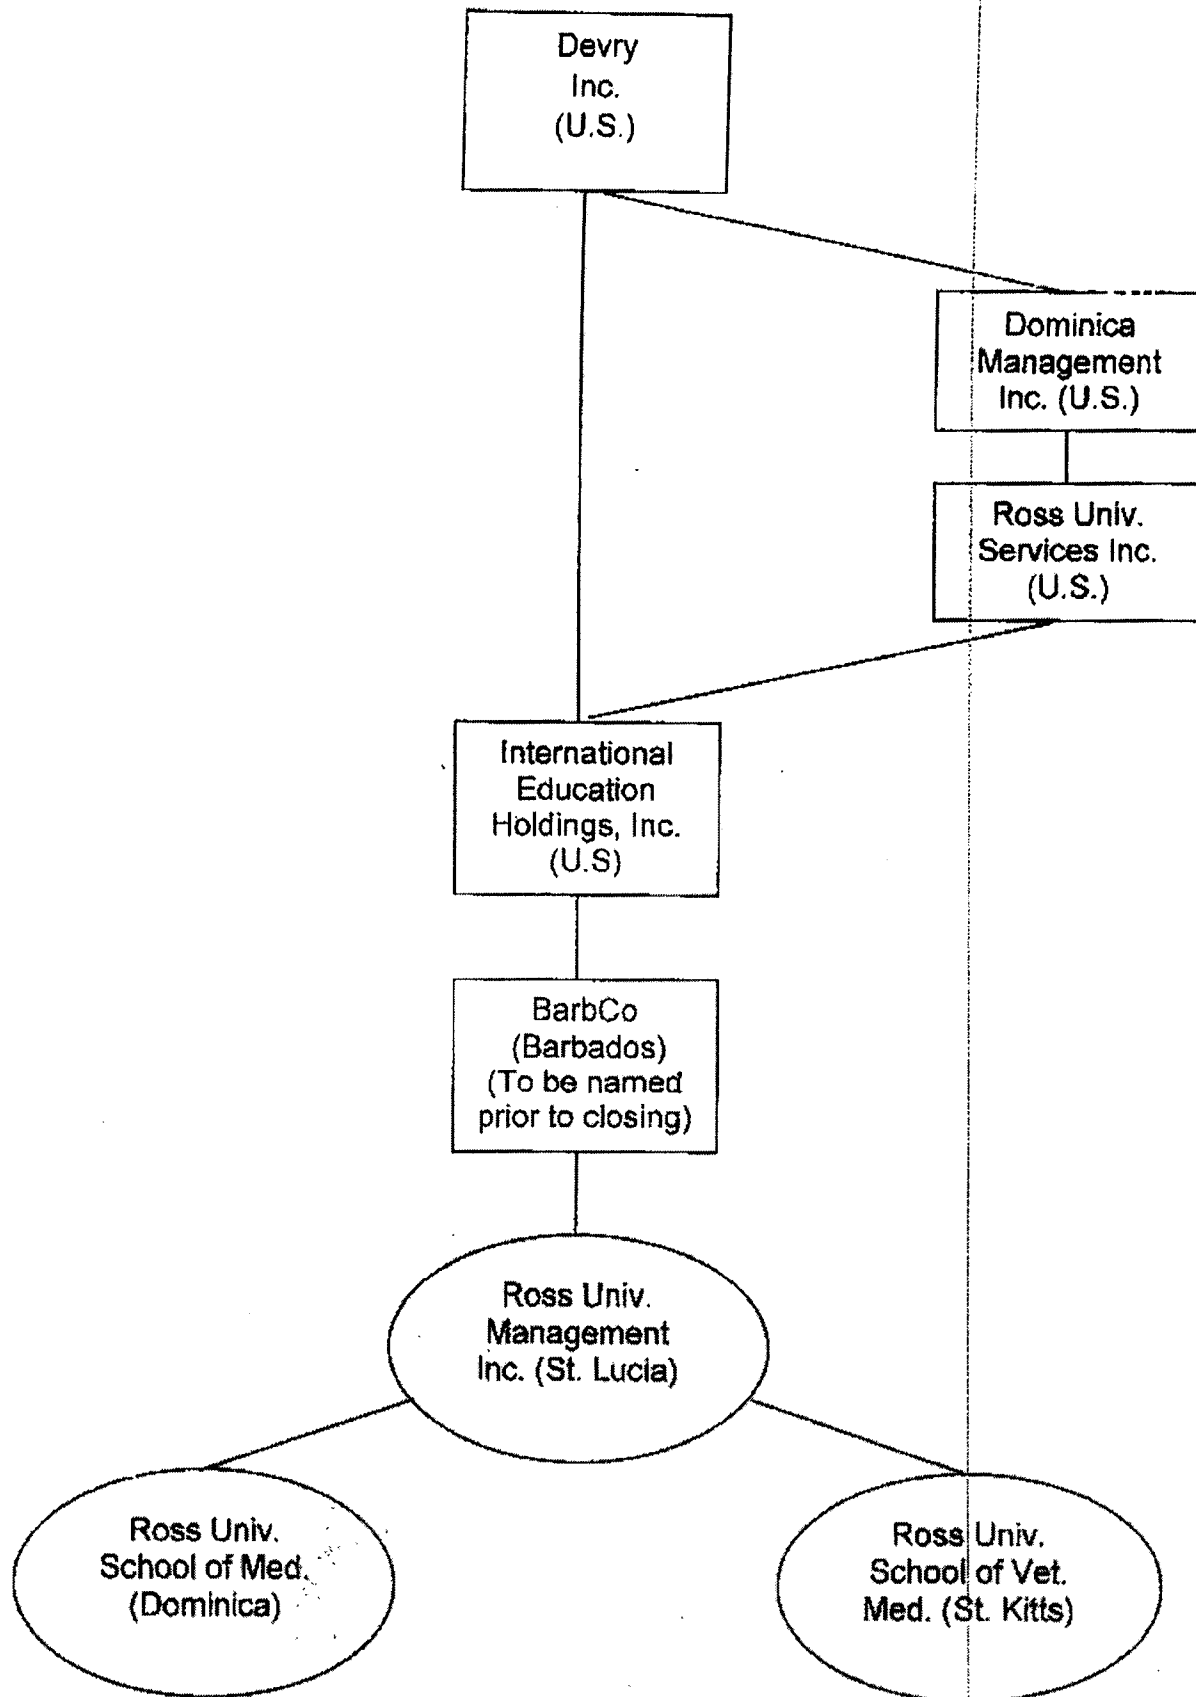 Devry
Inc.
(U.S.)
Dominica
Management
Inc. (U.S.)
Ross Univ.
Services Inc.
(U.S.)
International
Education
Holdings, Inc.
(U.S)
BarbCo
(Barbados)
(To be named
prior to closing)
Ross Univ.
Management
Inc. (St. Lucia)
Ross Univ.
School of Med.
(Dominica)
Ross Univ.
School of Vet.
Med. (St. Kitts)